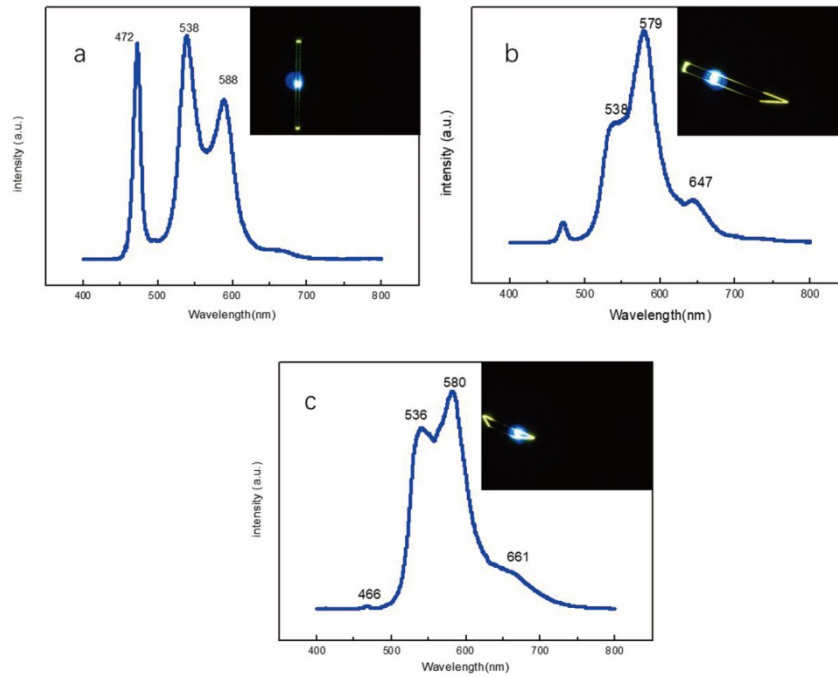 a
472
538
588
intensity (a.u.)
400 500 600 700 800
Wavelength(nm)
b
538
579
647
intensity (a.u.)
400 500 600 700 800
Wavelength(nm)
c
466
536
580
661
intensity (a.u.)
400 500 600 700 800
Wavelength(nm)